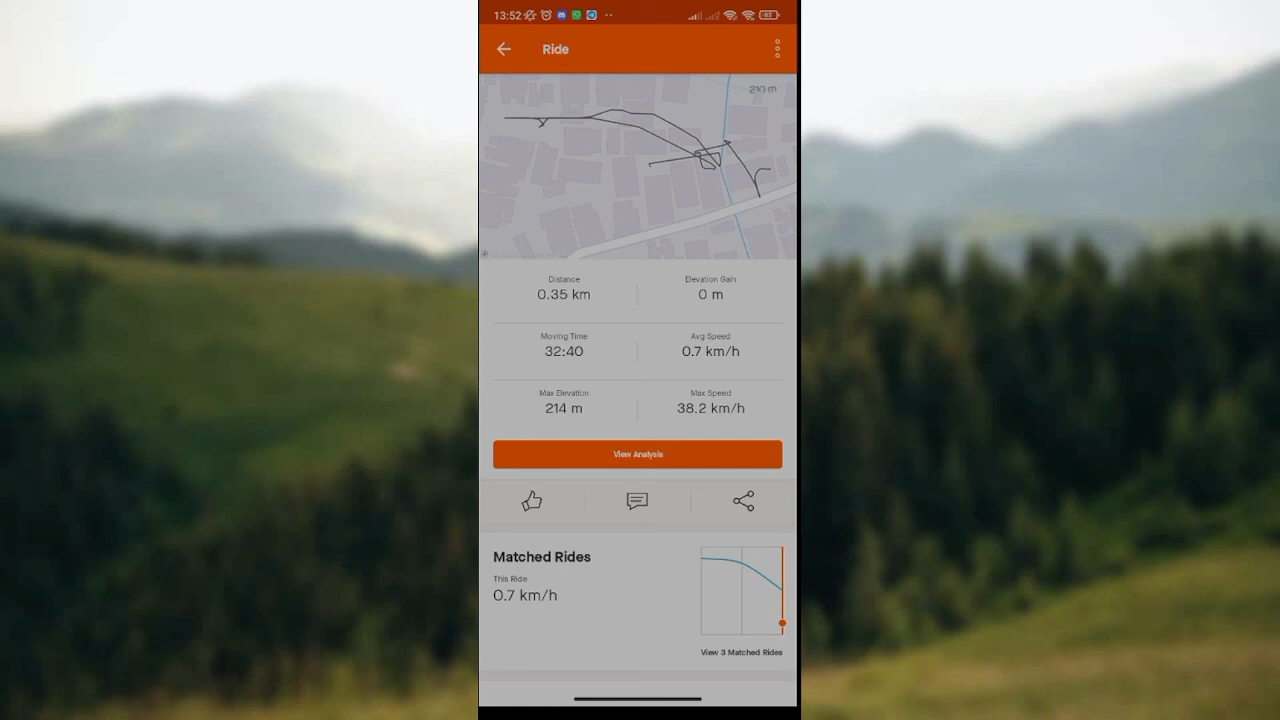 13:52
62
Ride
Distance
0.35 km
Elevation Gain
0 m
Moving Time
32:40
Avg Speed
0.7 km/h
Max Elevation
214 m
Max Speed
38.2 km/h
View Analysis
Matched Rides
This Ride
0.7 km/h
View 3 Matched Rides